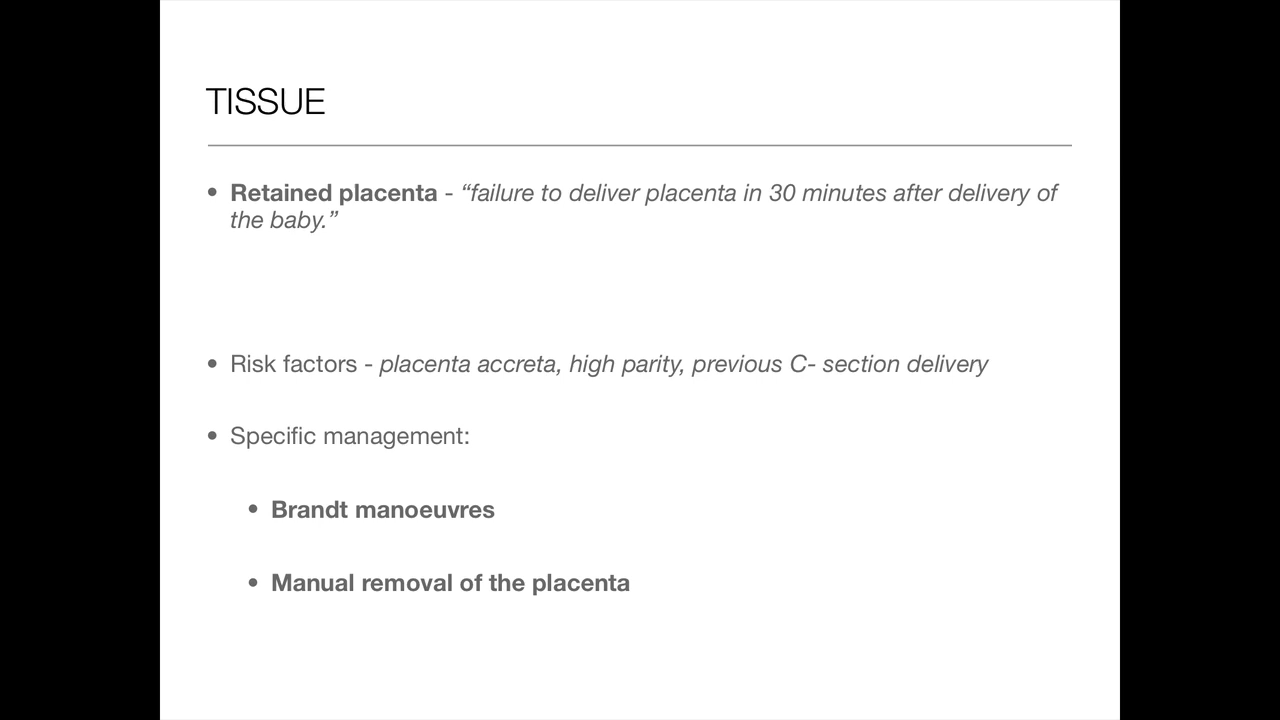 TISSUE
• Retained placenta - “failure to deliver placenta in 30 minutes after delivery of
the baby.”
• Risk factors - placenta accreta, high parity, previous C- section delivery
• Specific management:
• Brandt manoeuvres
• Manual removal of the placenta